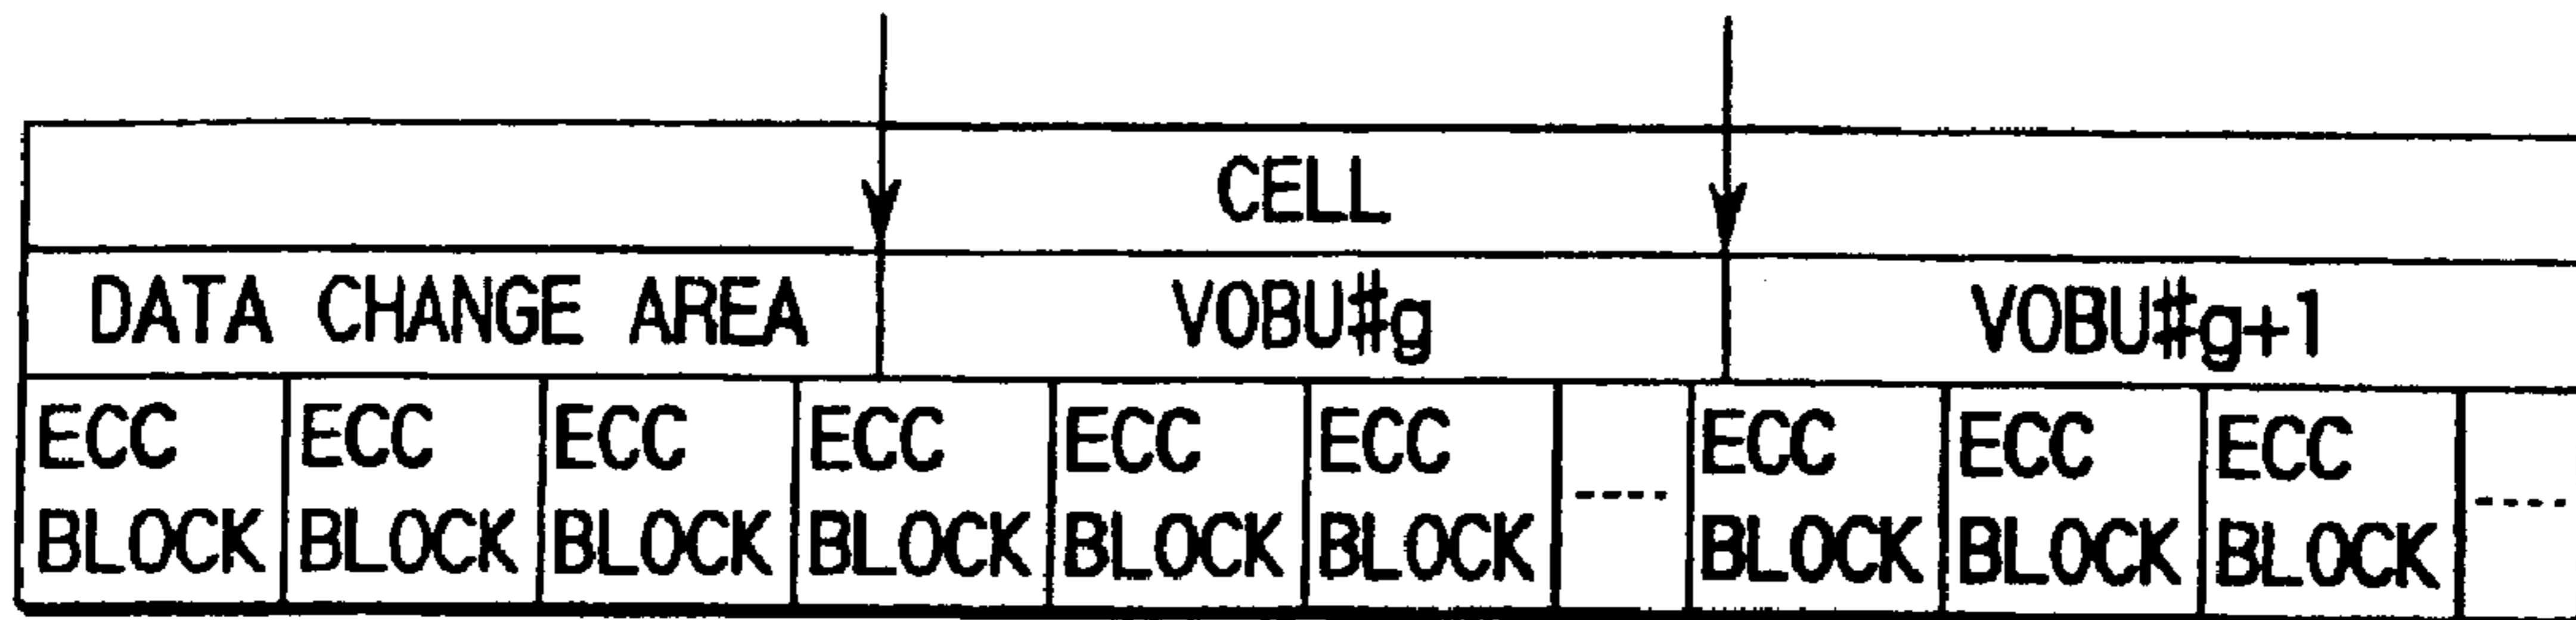 CELL
DATA CHANGE AREA VOBU#g VOBU#g+1
ECC ECC ECC ECC ECC ECC ECC ECC ECC
BLOCK BLOCK BLOCK BLOCK BLOCK BLOCK ---- BLOCK BLOCK BLOCK ----